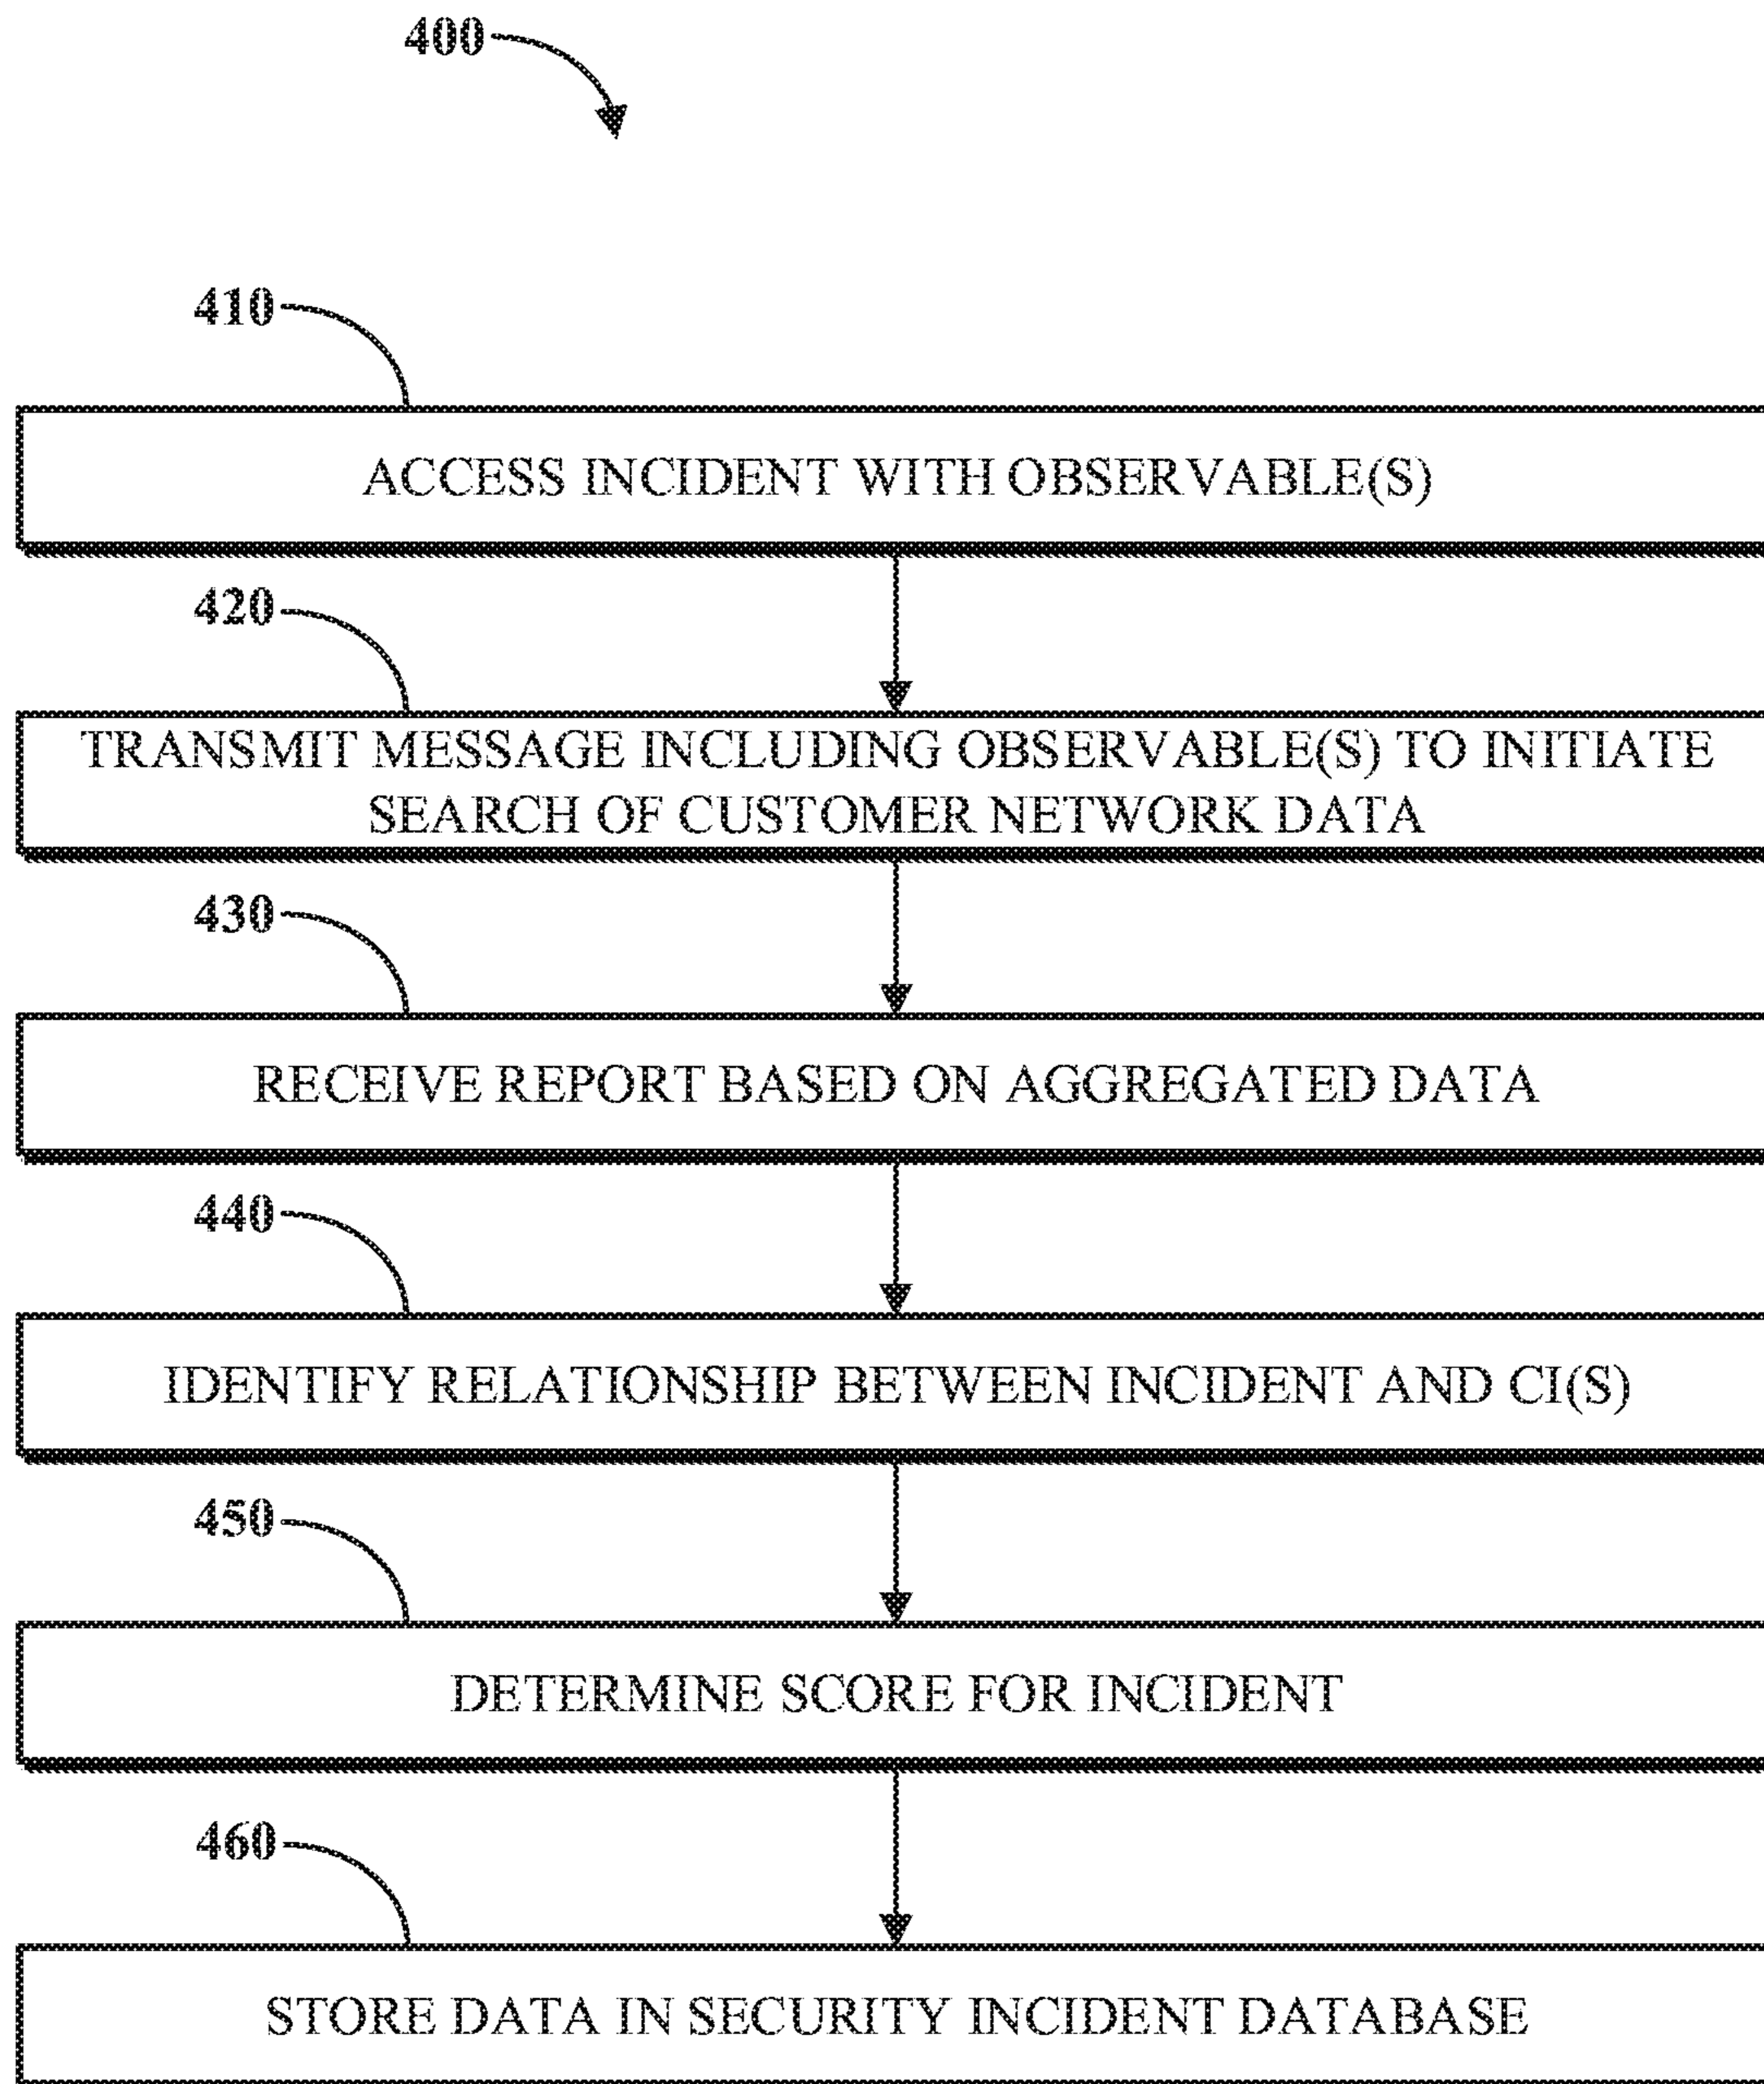 400
410
ACCESS INCIDENT WITH OBSERVABLE(S)
420
TRANSMIT MESSAGE INCLUDING OBSERVABLE(S) TO INITIATE
SEARCH OF CUSTOMER NETWORK DATA
430
RECEIVE REPORT BASED ON AGGREGATED DATA
440
IDENTIFY RELATIONSHIP BETWEEN INCIDENT AND CI(S)
450
DETERMINE SCORE FOR INCIDENT
460
STORE DATA IN SECURITY INCIDENT DATABASE